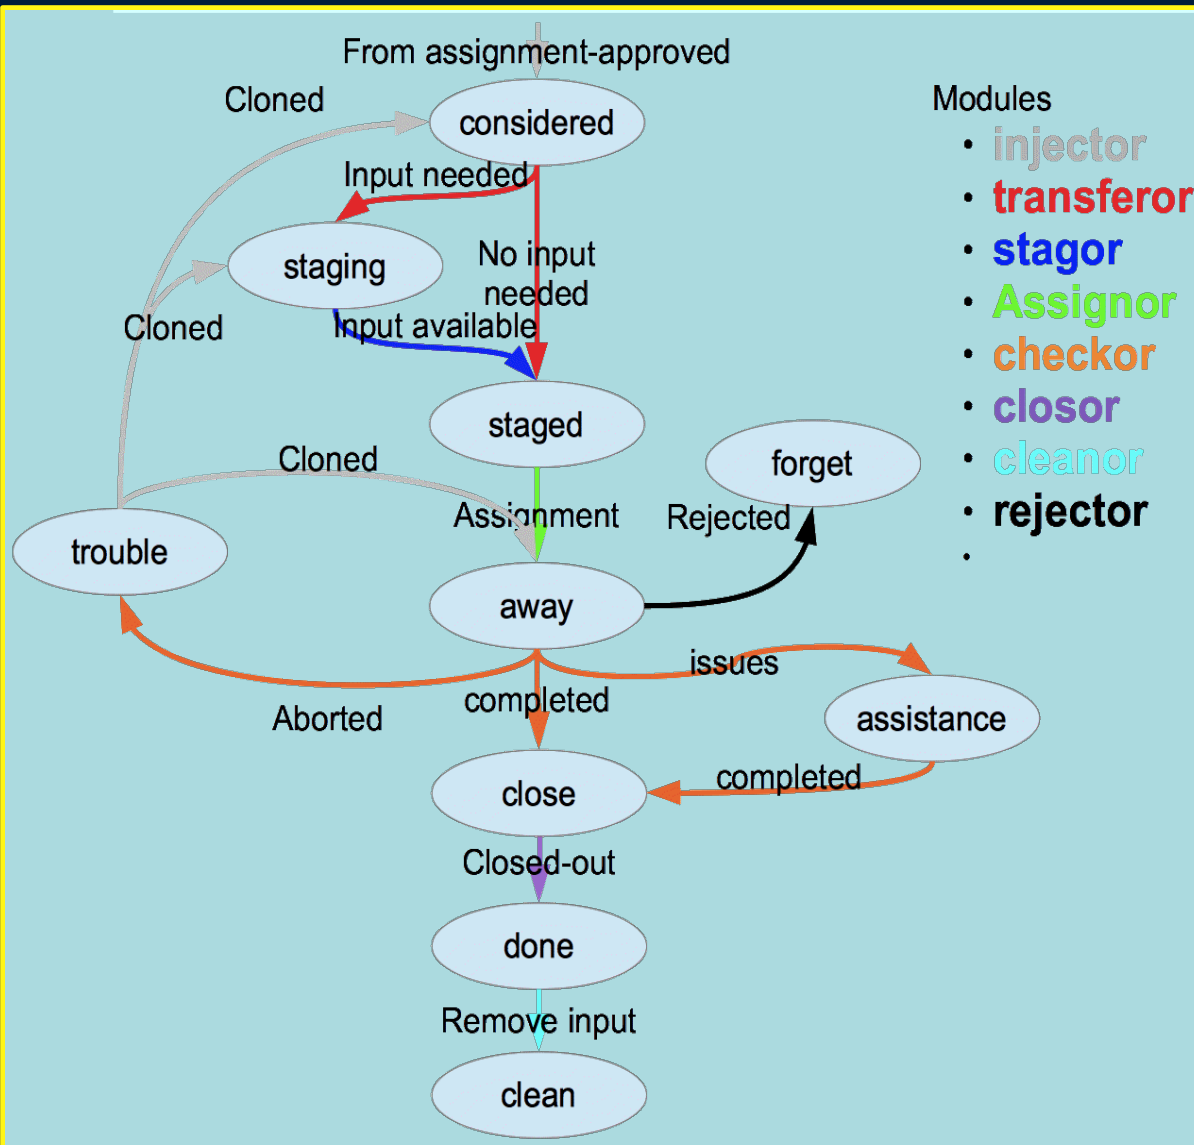 From assignment-approved
Cloned
considered
Modules
• injector
• transferor
• stagor
• Assignor
• checkor
• closor
• cleanor
• rejector
•
Input needed
staging
No input
needed
Cloned
Input available
staged
Cloned
forget
Assignment
Rejected
trouble
away
issues
completed
Aborted
assistance
completed
close
Closed-out
done
Remove input
clean